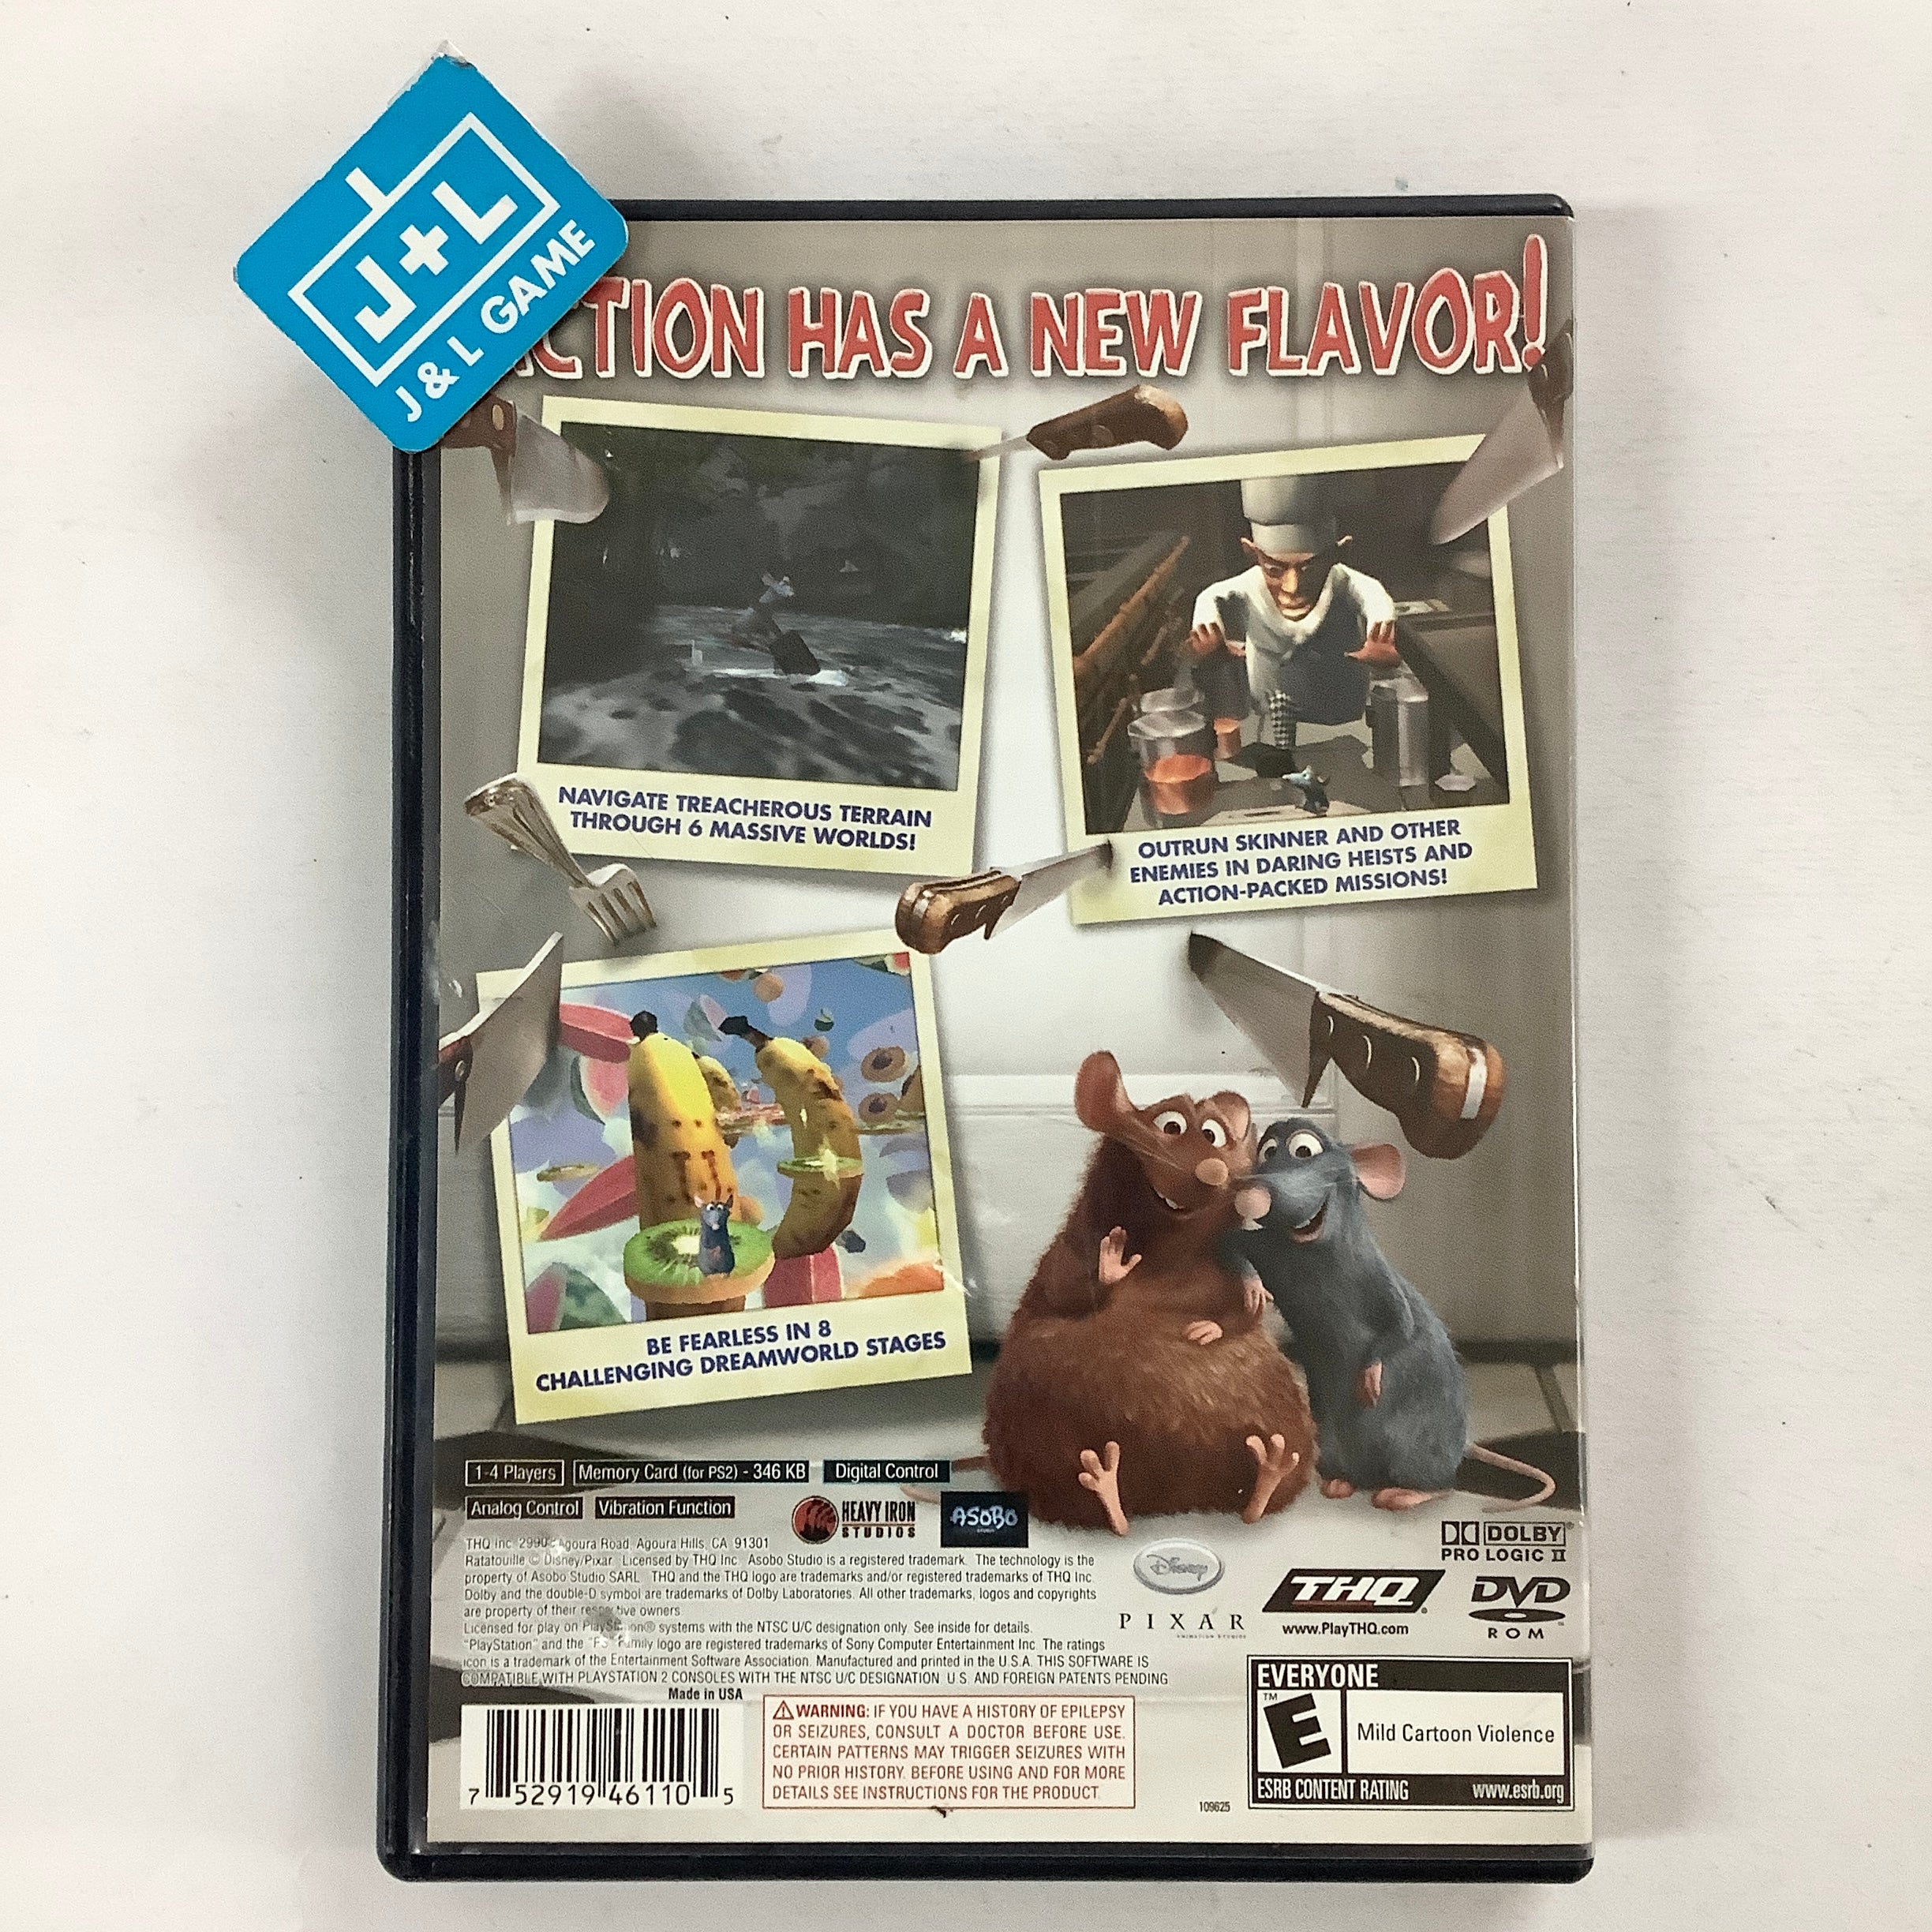 J+L
J & L GAME
ACTION HAS A NEW FLAVOR!
NAVIGATE TREACHEROUS TERRAIN
THROUGH 6 MASSIVE WORLDS!
OUTRUN SKINNER AND OTHER
ENEMIES IN DARING HEISTS AND
ACTION-PACKED MISSIONS!
BE FEARLESS IN 8
CHALLENGING DREAMWORLD STAGES
1-4 Players
Memory Card (for PS2) - 346 KB
Digital Control
Analog Control
Vibration Function
HEAVY IRON
STUDIOS
ASOBO
STUDIO
THQ Inc. Agoura Road, Agoura Hills, CA 91301
Ratatouille © Disney/Pixar. Licensed by THQ Inc. Asobo Studio is a registered trademark. The technology is the
property of Asobo Studio SARL. THQ and the THQ logo are trademarks and/or registered trademarks of THQ Inc.
Dolby and the double-D symbol are trademarks of Dolby Laboratories. All other trademarks, logos and copyrights
are property of their respective owners.
Licensed for play on PlayStation® systems with the NTSC U/C designation only. See inside for details.
"PlayStation" and the "PS" Family logo are registered trademarks of Sony Computer Entertainment Inc. The ratings
icon is a trademark of the Entertainment Software Association. Manufactured and printed in the U.S.A. THIS SOFTWARE IS
COMPATIBLE WITH PLAYSTATION 2 CONSOLES WITH THE NTSC U/C DESIGNATION. U.S. AND FOREIGN PATENTS PENDING
Made in USA
Disney
PIXAR
ANIMATION STUDIOS
THQ
www.PlayTHQ.com
DOLBY
PRO LOGIC II
DVD
ROM
7 52919 46110 5
WARNING: IF YOU HAVE A HISTORY OF EPILEPSY
OR SEIZURES, CONSULT A DOCTOR BEFORE USE.
CERTAIN PATTERNS MAY TRIGGER SEIZURES WITH
NO PRIOR HISTORY. BEFORE USING AND FOR MORE
DETAILS SEE INSTRUCTIONS FOR THE PRODUCT.
109625
EVERYONE
E
™
Mild Cartoon Violence
ESRB CONTENT RATING www.esrb.org